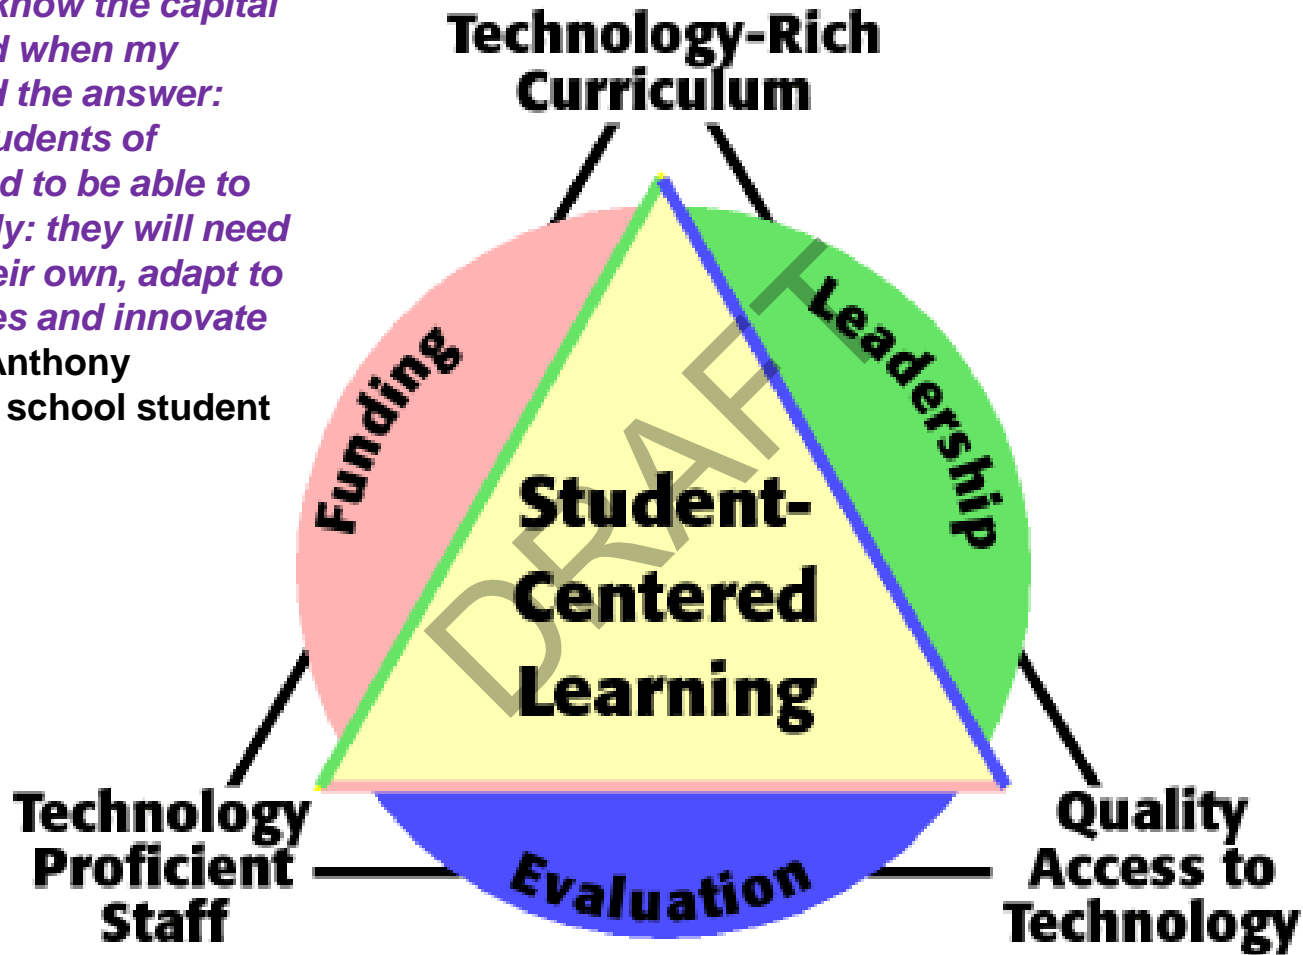 know the capital
d when my
d the answer:
udents of
d to be able to
ly: they will need
eir own, adapt to
es and innovate
Anthony
school student
Technology-Rich
Curriculum
Funding
Leadership
DRAFT
Student-
Centered
Learning
Technology
Proficient
Staff
Evaluation
Quality
Access to
Technology